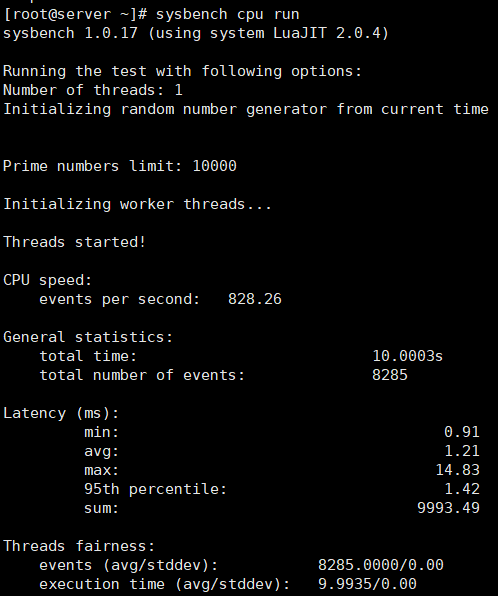 [root@server ~]# sysbench cpu run
sysbench 1.0.17 (using system LuaJIT 2.0.4)
Running the test with following options:
Number of threads: 1
Initializing random number generator from current time
Prime numbers limit: 10000
Initializing worker threads...
Threads started!
CPU speed:
events per second: 828.26
General statistics:
total time: 10.0003s
total number of events: 8285
Latency (ms):
min: 0.91
avg: 1.21
max: 14.83
95th percentile: 1.42
sum: 9993.49
Threads fairness:
events (avg/stddev): 8285.0000/0.00
execution time (avg/stddev): 9.9935/0.00